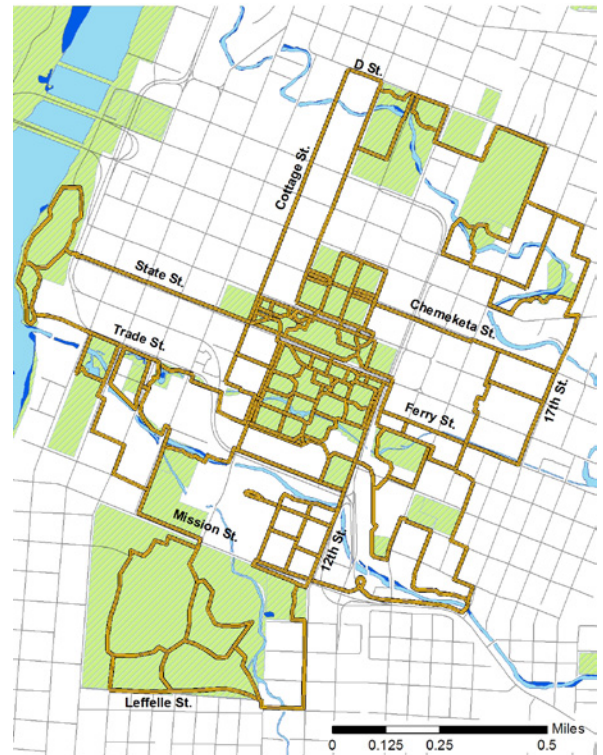 D St.
Cottage St.
State St.
Chemeketa St.
Trade St.
17th St.
Ferry St.
Mission St.
12th St.
Leffelle St.
Miles
0 0.125 0.25 0.5